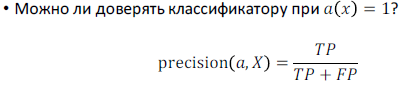 • Можно ли доверять классификатору при a(x) = 1?
precision(a, X) = TP / (TP + FP)